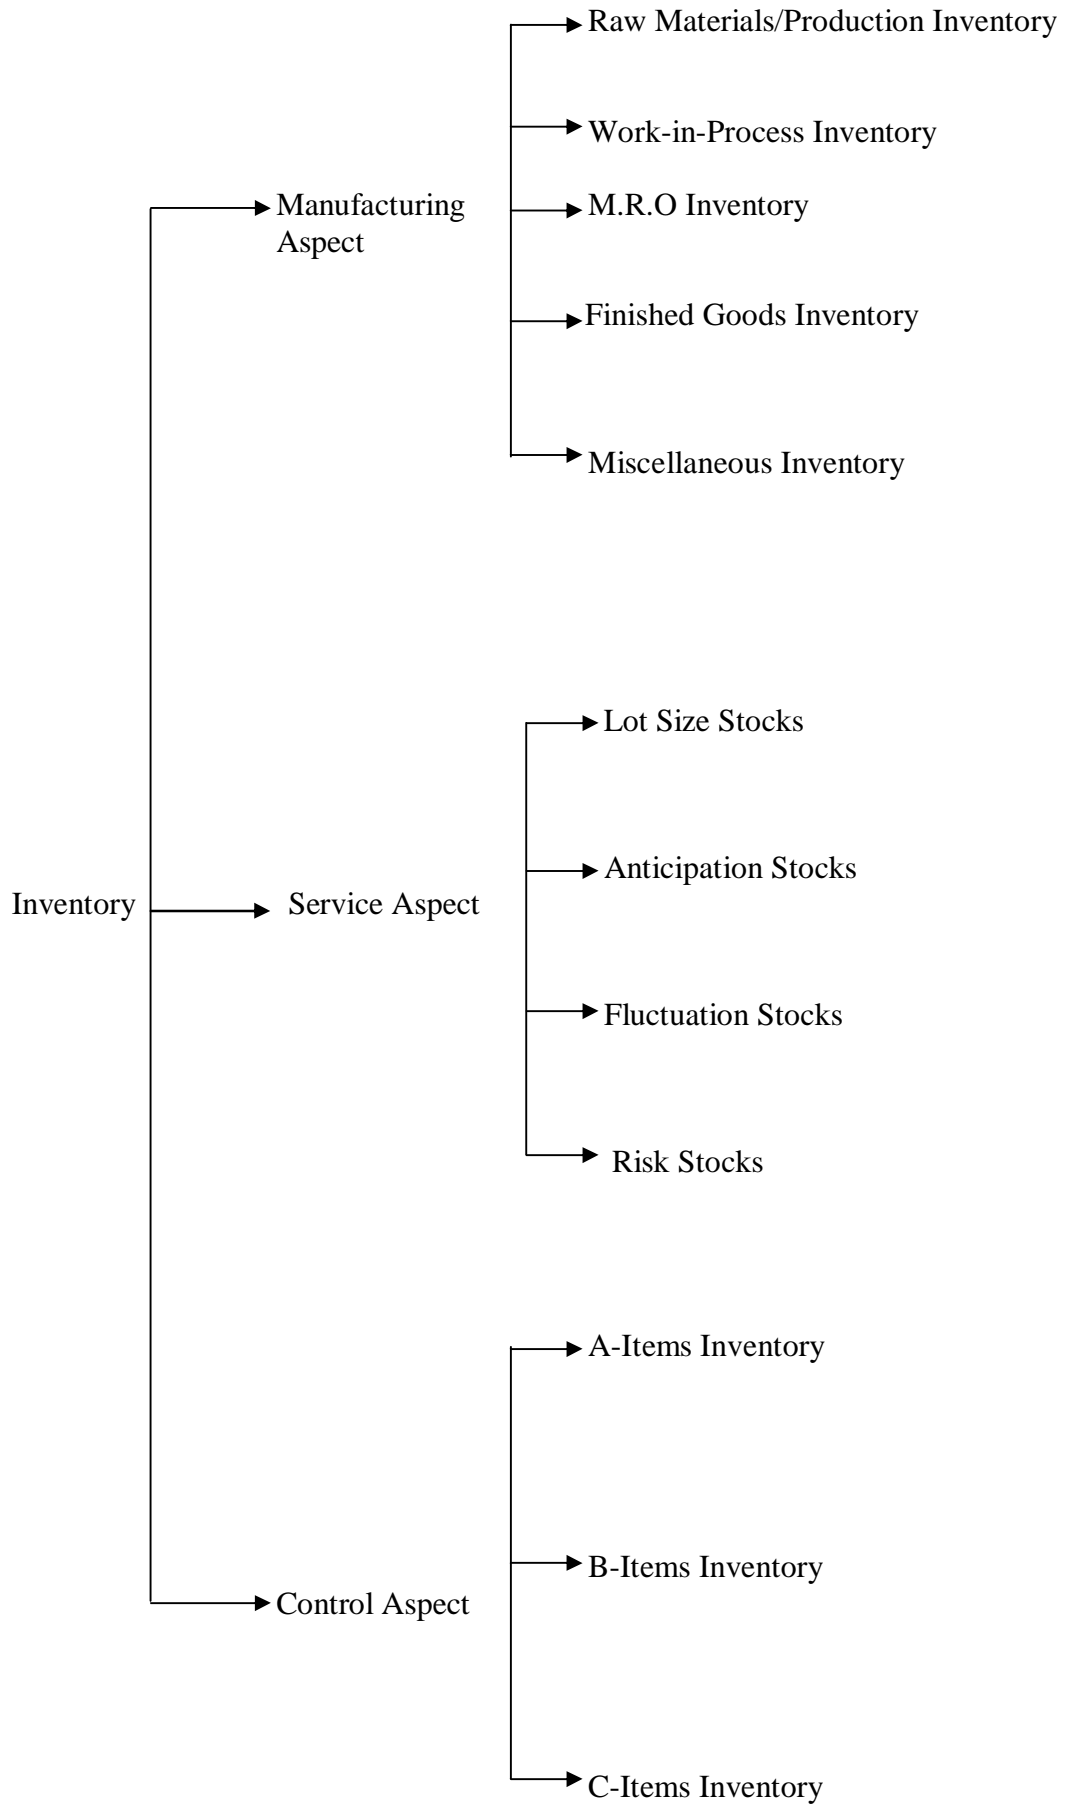 Raw Materials/Production Inventory
Work-in-Process Inventory
Manufacturing
Aspect
M.R.O Inventory
Finished Goods Inventory
Miscellaneous Inventory
Lot Size Stocks
Anticipation Stocks
Inventory
Service Aspect
Fluctuation Stocks
Risk Stocks
A-Items Inventory
B-Items Inventory
Control Aspect
C-Items Inventory